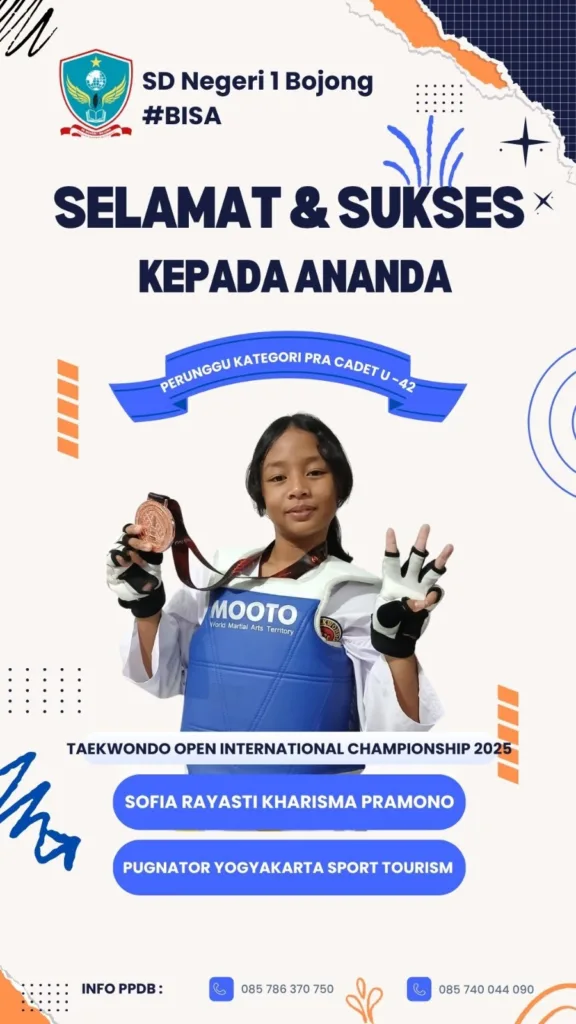 SD Negeri 1 Bojong
#BISA
SELAMAT & SUKSES
KEPADA ANANDA
PERUNGGU KATEGORI PRA CADET U -42
MOOTO
World Martial Arts Territory
TAEKWONDO OPEN INTERNATIONAL CHAMPIONSHIP 2025
SOFIA RAYASTI KHARISMA PRAMONO
PUGNATOR YOGYAKARTA SPORT TOURISM
INFO PPDB :
085 786 370 750
085 740 044 090